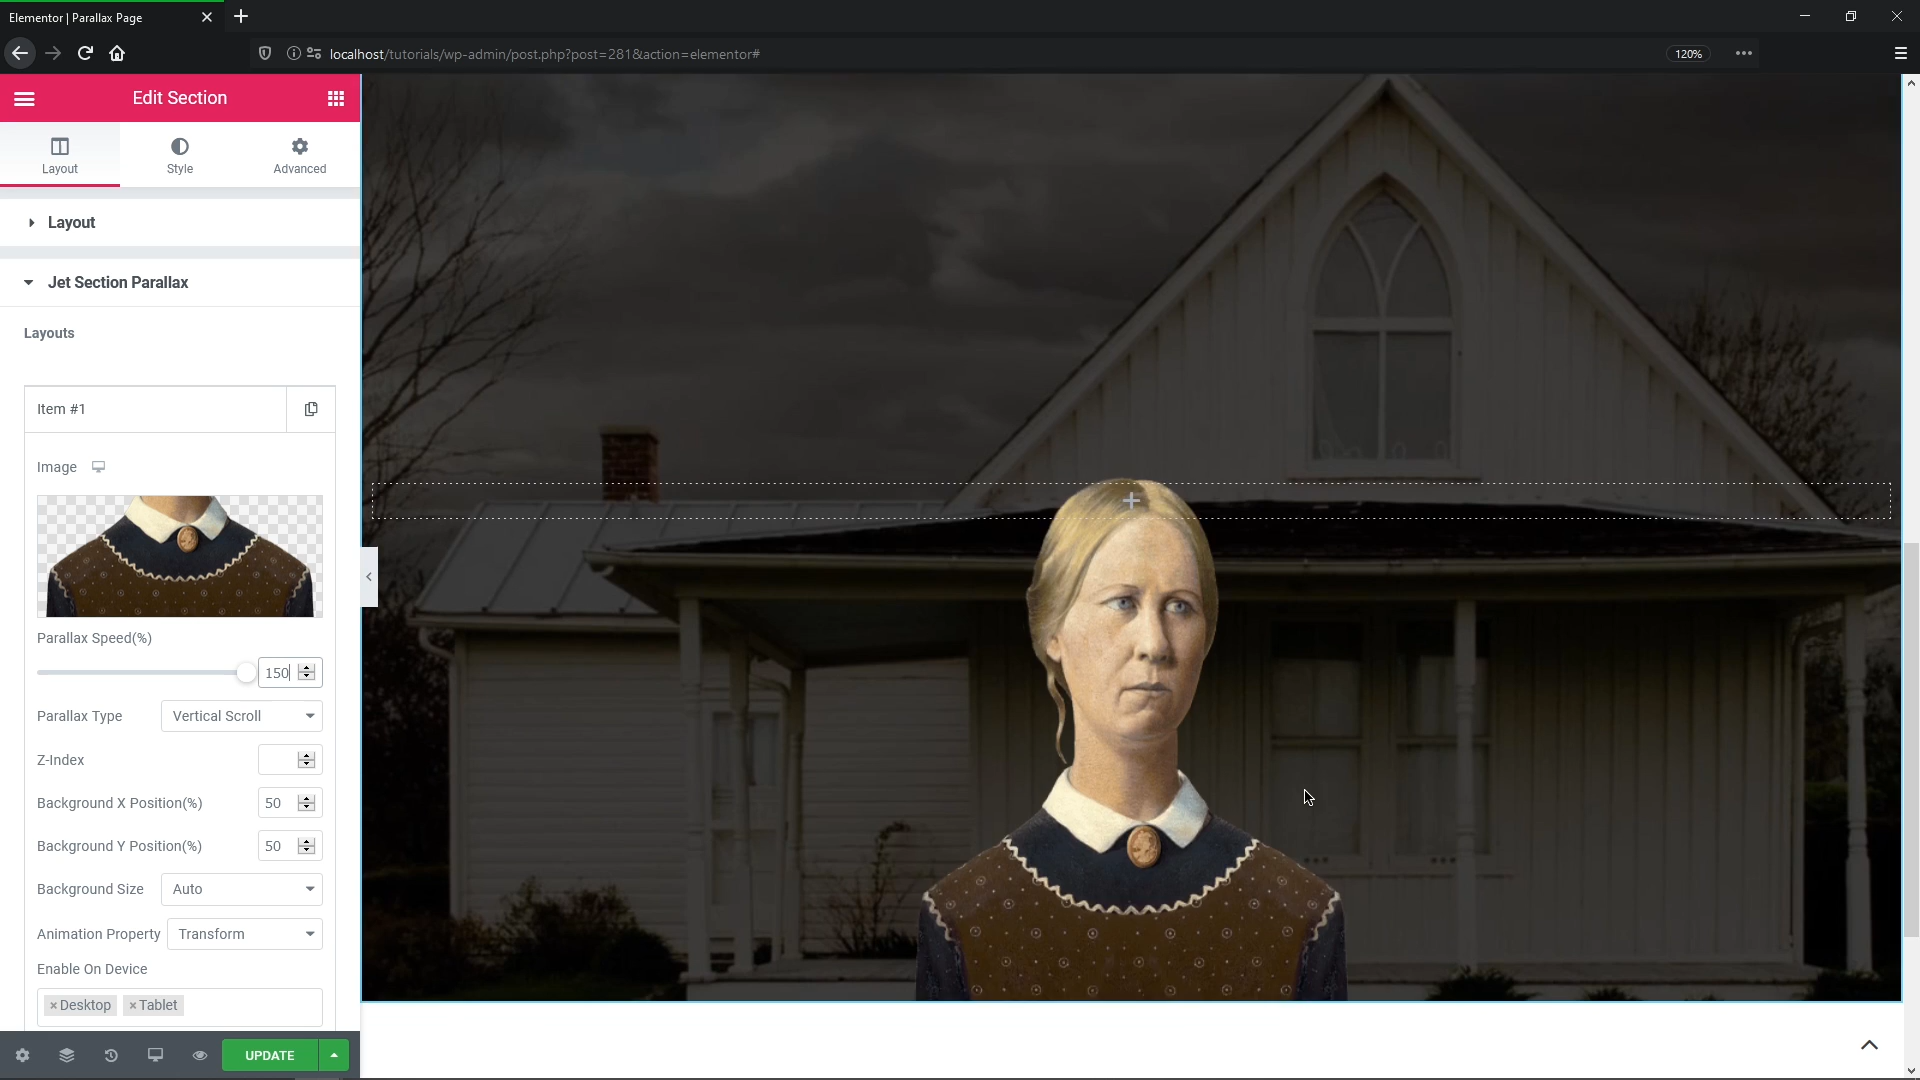 Elementor | Parallax Page
localhost/tutorials/wp-admin/post.php?post=281&action=elementor#
120%
Edit Section
Layout
Style
Advanced
Layout
Jet Section Parallax
Layouts
Item #1
Image
Parallax Speed(%)
150
Parallax Type
Vertical Scroll
Z-Index
Background X Position(%)
50
Background Y Position(%)
50
Background Size
Auto
Animation Property
Transform
Enable On Device
× Desktop
× Tablet
UPDATE